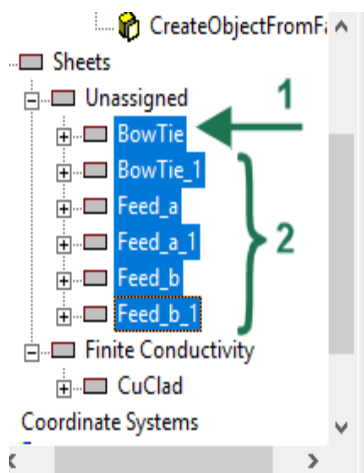 CreateObjectFromFa
Sheets
Unassigned
1
BowTie
BowTie_1
Feed_a
Feed_a_1
2
Feed_b
Feed_b_1
Finite Conductivity
CuClad
Coordinate Systems